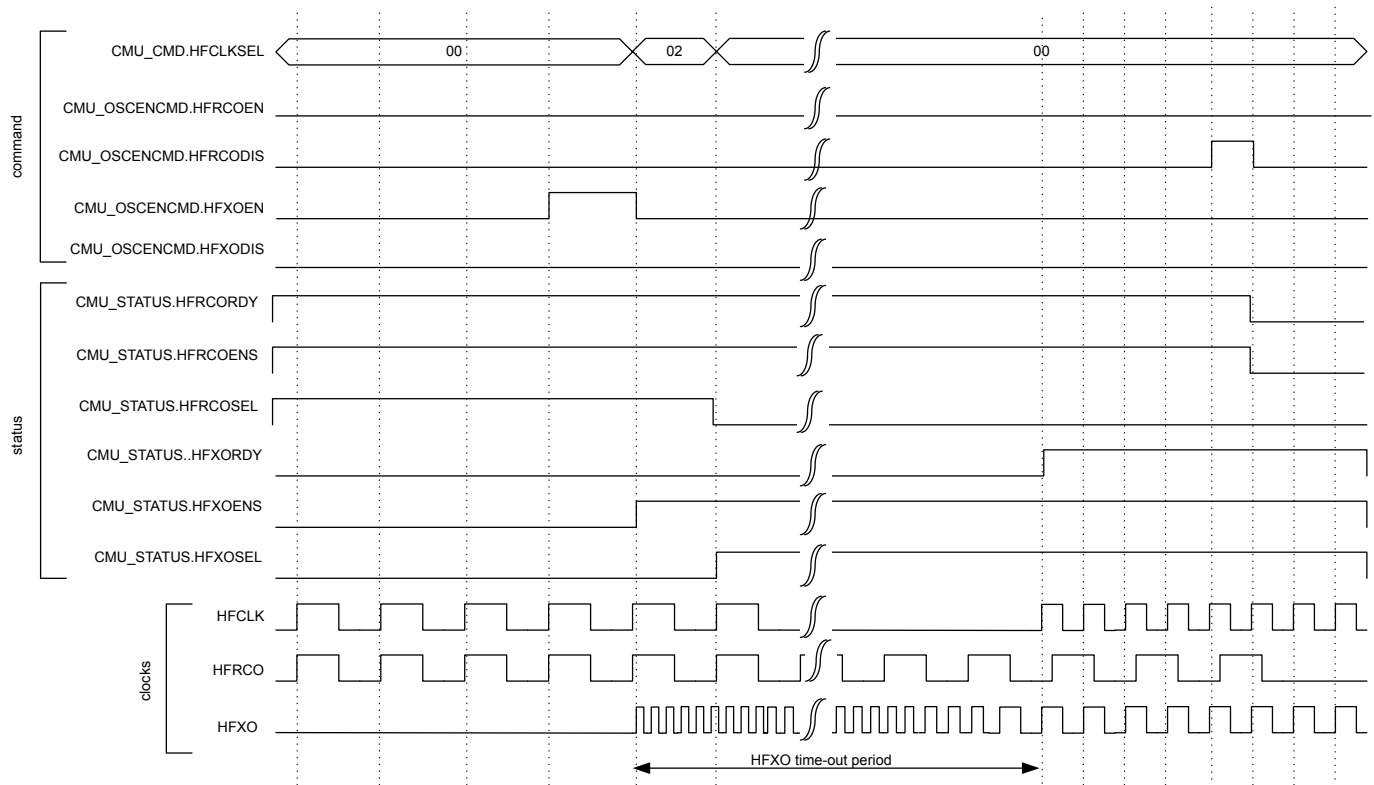 command
CMU_CMD.HFCLKSEL 00 02 00
CMU_OSCENCMD.HFRCOEN
CMU_OSCENCMD.HFRCODIS
CMU_OSCENCMD.HFXOEN
CMU_OSCENCMD.HFXODIS
status
CMU_STATUS.HFRCORDY
CMU_STATUS.HFRCOENS
CMU_STATUS.HFRCOSEL
CMU_STATUS..HFXORDY
CMU_STATUS.HFXOENS
CMU_STATUS.HFXOSEL
clocks
HFCLK
HFRCO
HFXO
HFXO time-out period